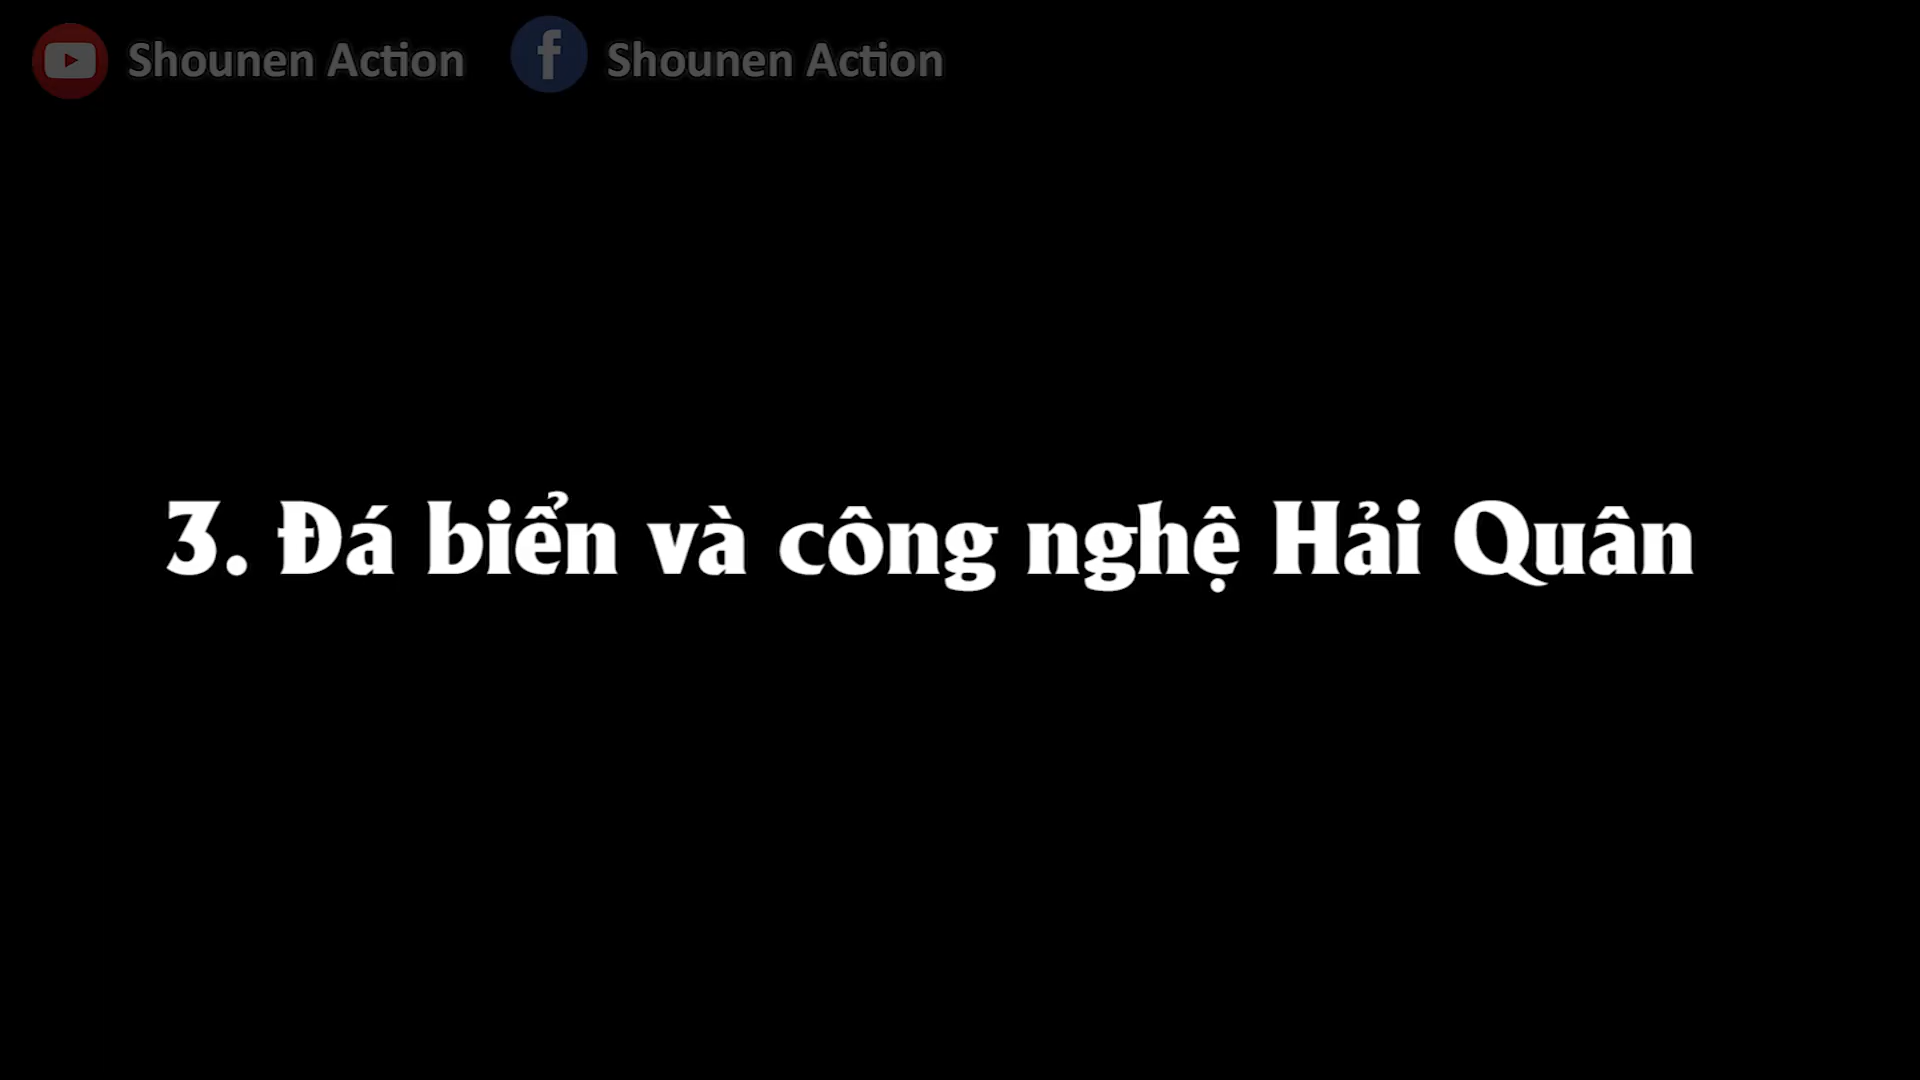 Shounen Action Shounen Action
3. Đá biển và công nghệ Hải Quân